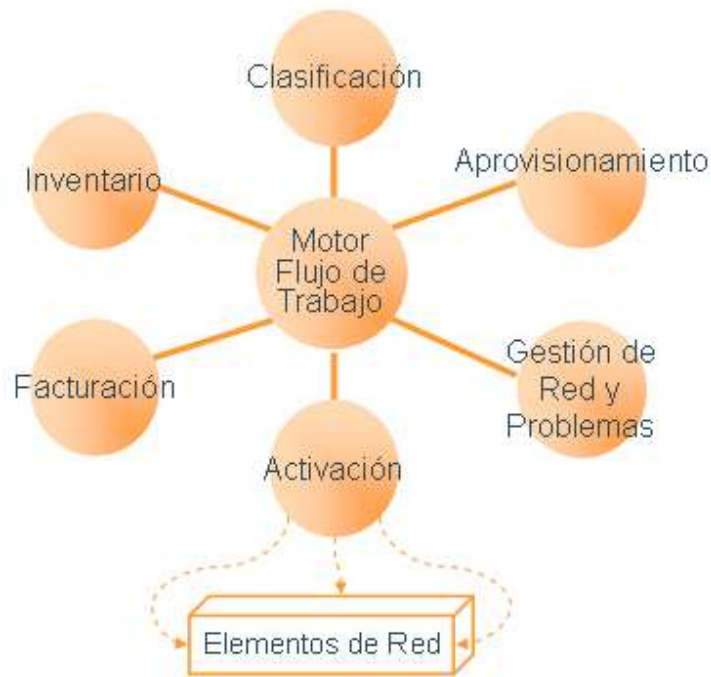 Clasificación
Inventario
Aprovisionamiento
Motor
Flujo de
Trabajo
Facturación
Gestión de
Red y
Problemas
Activación
Elementos de Red